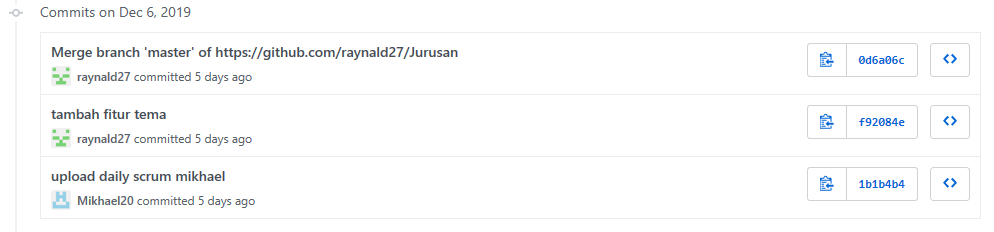 Commits on Dec 6, 2019
Merge branch 'master' of https://github.com/raynald27/Jurusan
raynald27 committed 5 days ago
0d6a06c
tambah fitur tema
raynald27 committed 5 days ago
f92084e
upload daily scrum mikhael
Mikhael20 committed 5 days ago
1b1b4b4